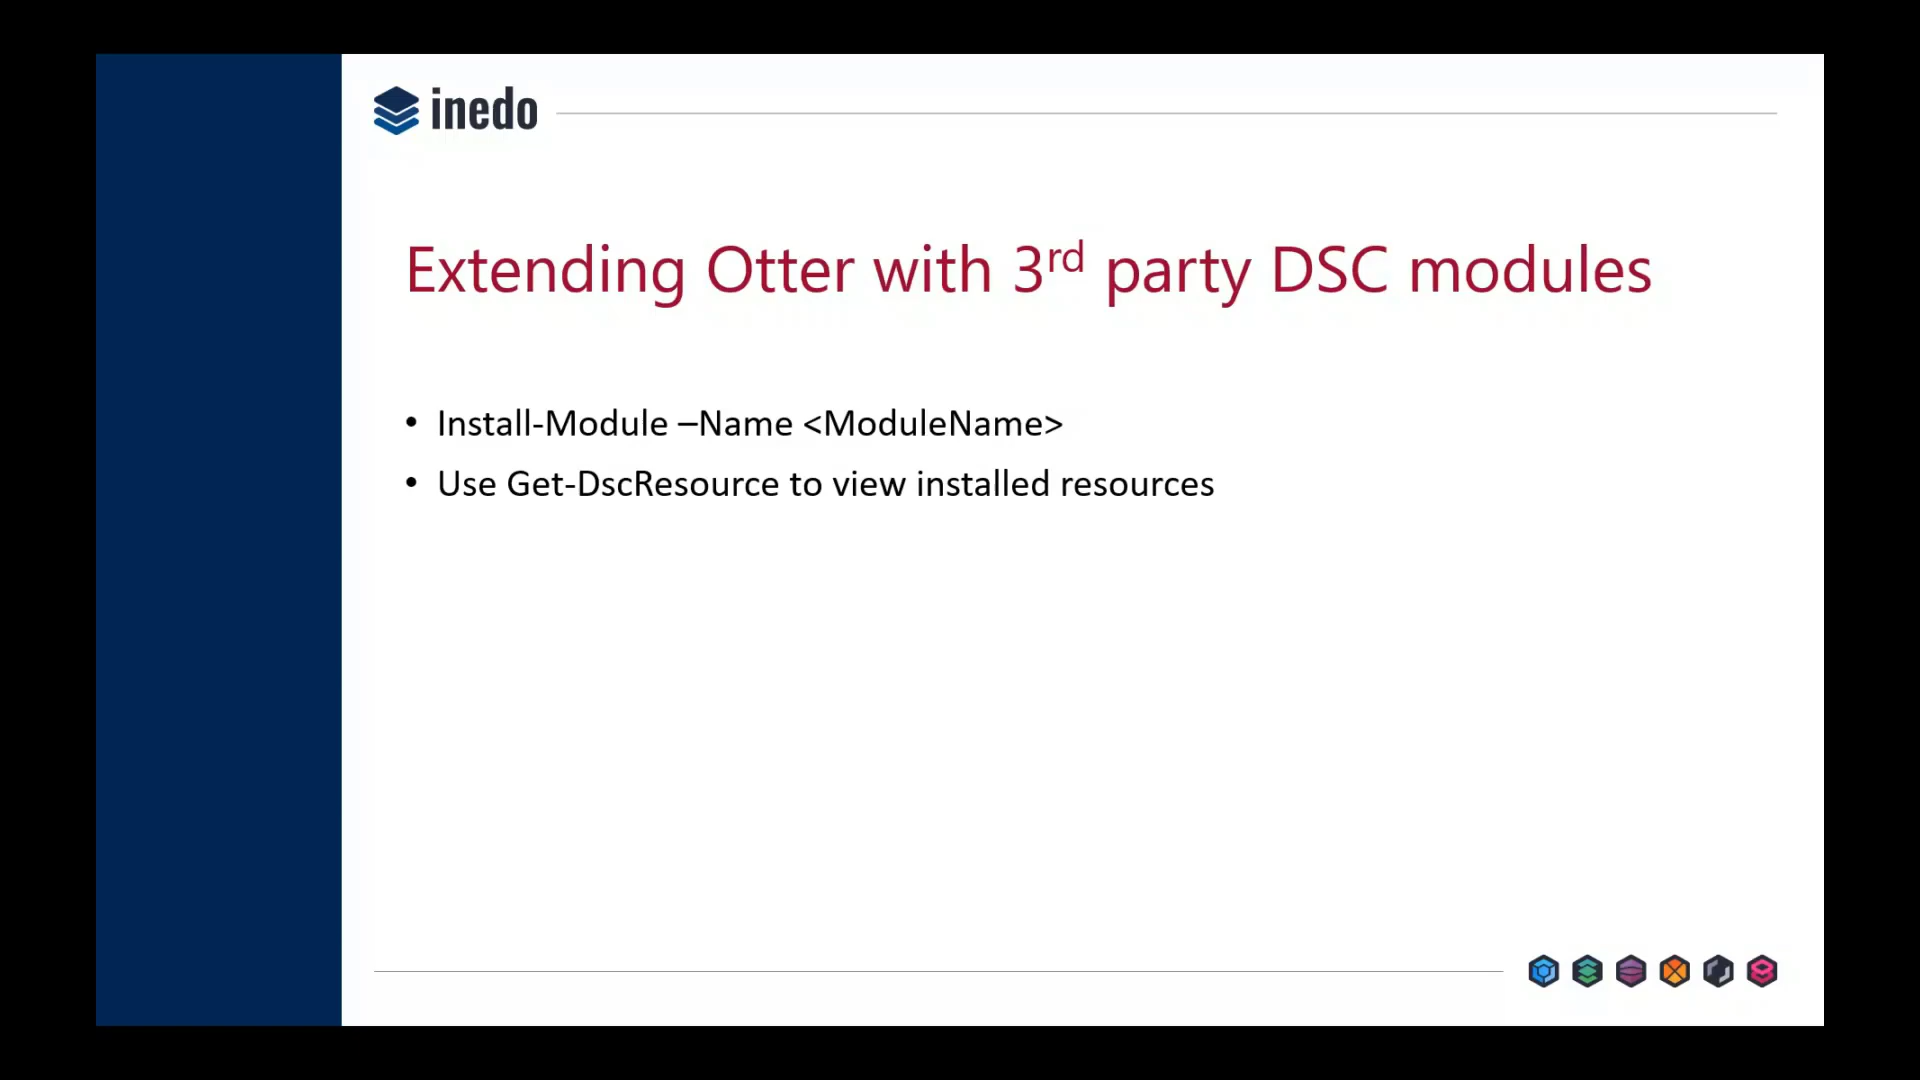 inedo
Extending Otter with 3rd party DSC modules
• Install-Module –Name <ModuleName>
• Use Get-DscResource to view installed resources